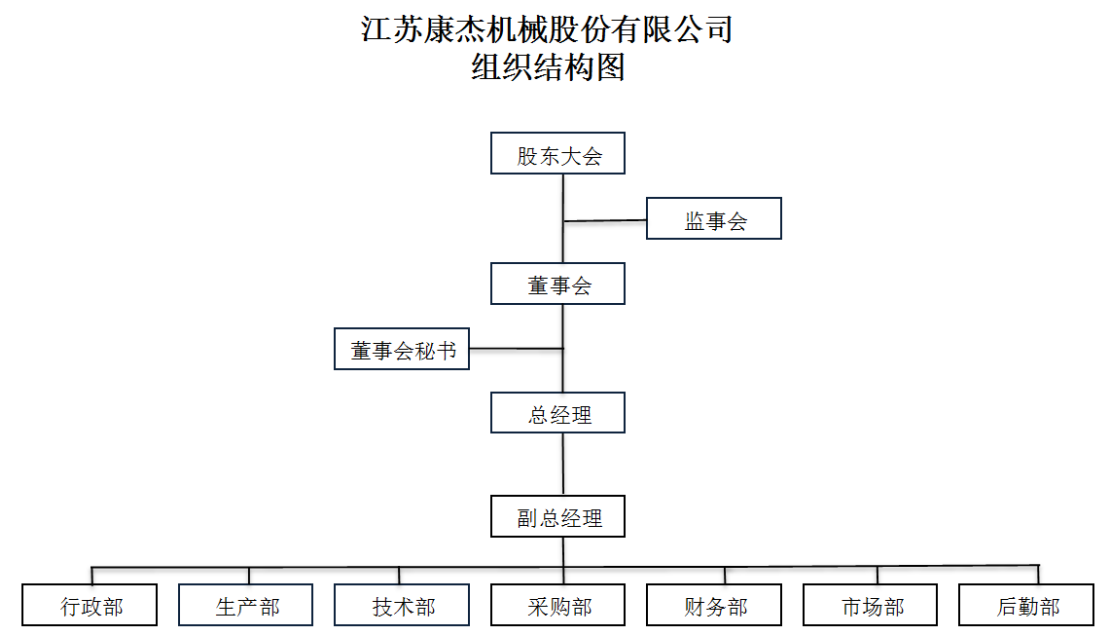 江苏康杰机械股份有限公司
组织结构图
股东大会
监事会
董事会
董事会秘书
总经理
副总经理
行政部 生产部 技术部 采购部 财务部 市场部 后勤部